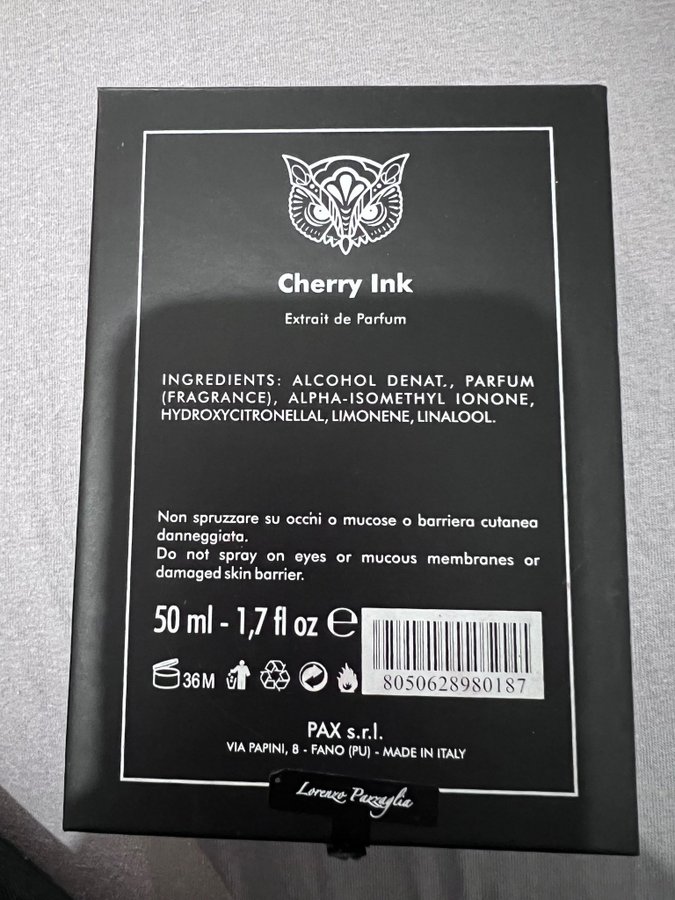 Cherry Ink
Extrait de Parfum
INGREDIENTS: ALCOHOL DENAT., PARFUM
(FRAGRANCE), ALPHA-ISOMETHYL IONONE,
HYDROXYCITRONELLAL, LIMONENE, LINALOOL.
Non spruzzare su occhi o mucose o barriera cutanea
danneggiata.
Do not spray on eyes or mucous membranes or
damaged skin barrier.
50 ml - 1,7 fl oz ℮
36M
8050628980187
PAX s.r.l.
VIA PAPINI, 8 - FANO (PU) - MADE IN ITALY
Lorenzo Pazzaglia